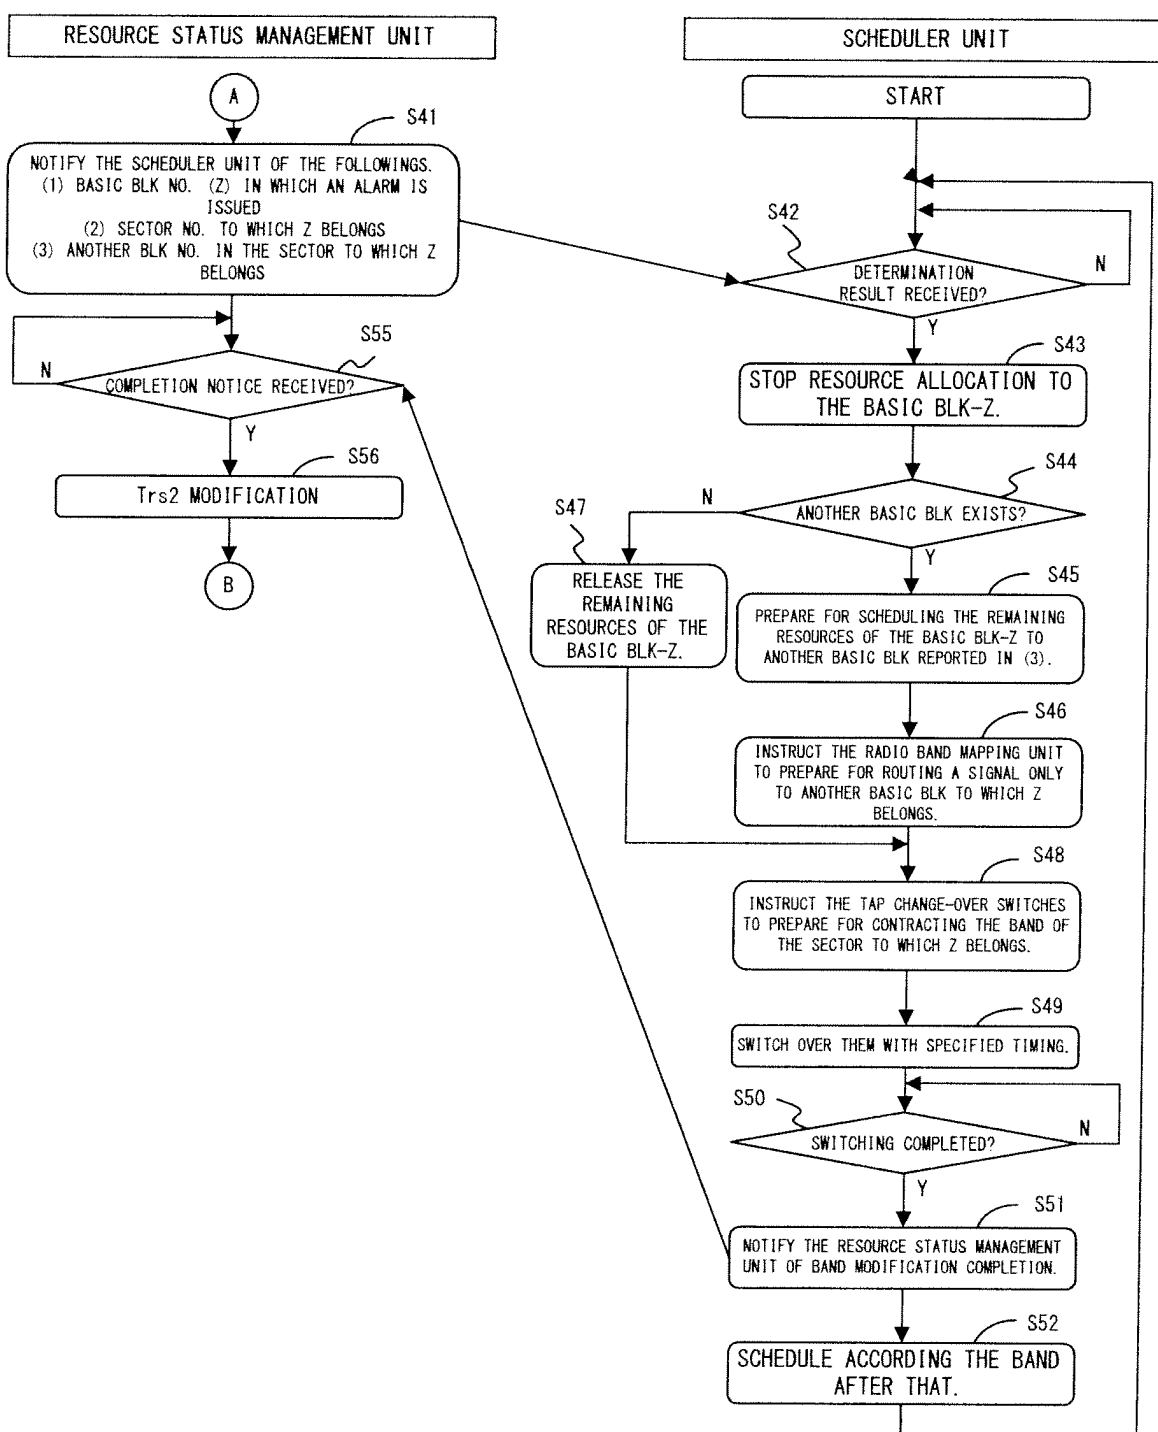 RESOURCE STATUS MANAGEMENT UNIT
A
S41
NOTIFY THE SCHEDULER UNIT OF THE FOLLOWINGS.
(1) BASIC BLK NO. (Z) IN WHICH AN ALARM IS
ISSUED
(2) SECTOR NO. TO WHICH Z BELONGS
(3) ANOTHER BLK NO. IN THE SECTOR TO WHICH Z
BELONGS
S55
N
COMPLETION NOTICE RECEIVED?
Y
S56
Trs2 MODIFICATION
B
SCHEDULER UNIT
START
S42
DETERMINATION
RESULT RECEIVED?
N
Y
S43
STOP RESOURCE ALLOCATION TO
THE BASIC BLK-Z.
S44
N
ANOTHER BASIC BLK EXISTS?
Y
S47
RELEASE THE
REMAINING
RESOURCES OF THE
BASIC BLK-Z.
S45
PREPARE FOR SCHEDULING THE REMAINING
RESOURCES OF THE BASIC BLK-Z TO
ANOTHER BASIC BLK REPORTED IN (3).
S46
INSTRUCT THE RADIO BAND MAPPING UNIT
TO PREPARE FOR ROUTING A SIGNAL ONLY
TO ANOTHER BASIC BLK TO WHICH Z
BELONGS.
S48
INSTRUCT THE TAP CHANGE-OVER SWITCHES
TO PREPARE FOR CONTRACTING THE BAND OF
THE SECTOR TO WHICH Z BELONGS.
S49
SWITCH OVER THEM WITH SPECIFIED TIMING.
S50
SWITCHING COMPLETED?
N
Y
S51
NOTIFY THE RESOURCE STATUS MANAGEMENT
UNIT OF BAND MODIFICATION COMPLETION.
S52
SCHEDULE ACCORDING THE BAND
AFTER THAT.